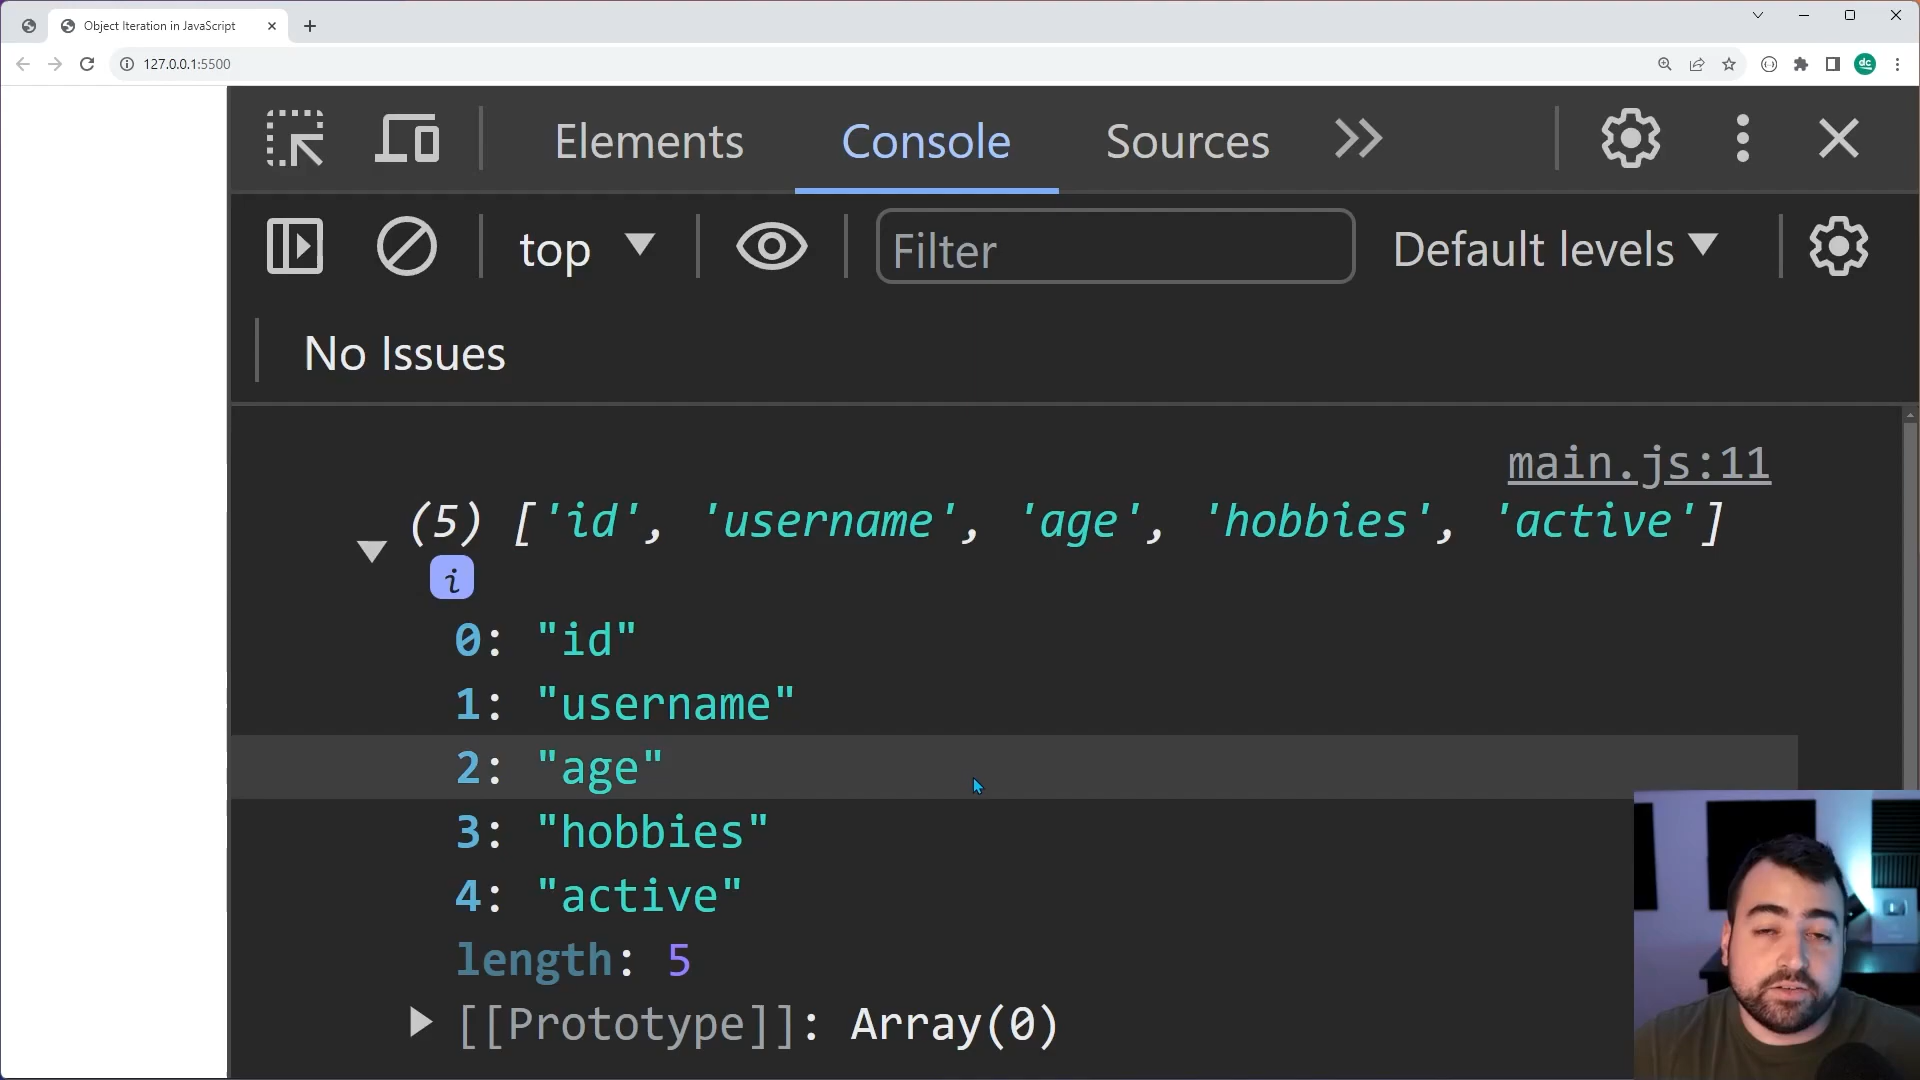 Object Iteration in JavaScript
127.0.0.1:5500
dc
Elements Console Sources
top Filter Default levels
No Issues
main.js:11
(5) ['id', 'username', 'age', 'hobbies', 'active']
i
0: "id"
1: "username"
2: "age"
3: "hobbies"
4: "active"
length: 5
[[Prototype]]: Array(0)